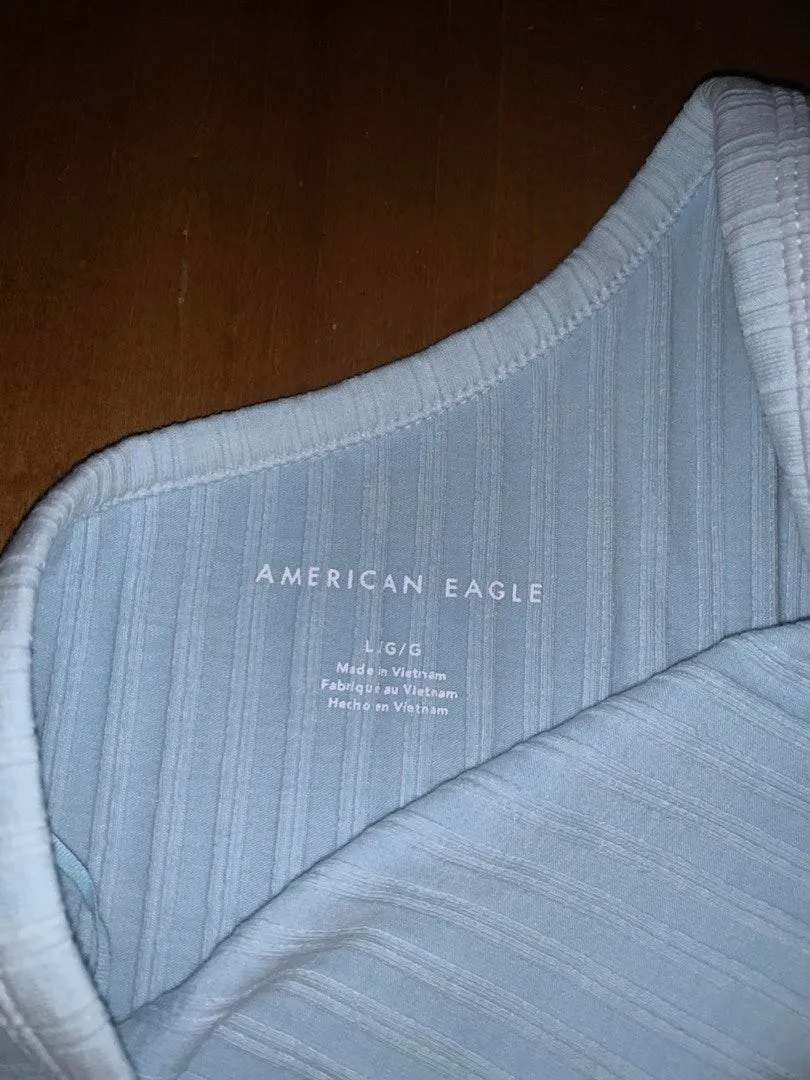 AMERICAN EAGLE
L/G/G
Made in Vietnam
Fabriqué au Vietnam
Hecho en Vietnam